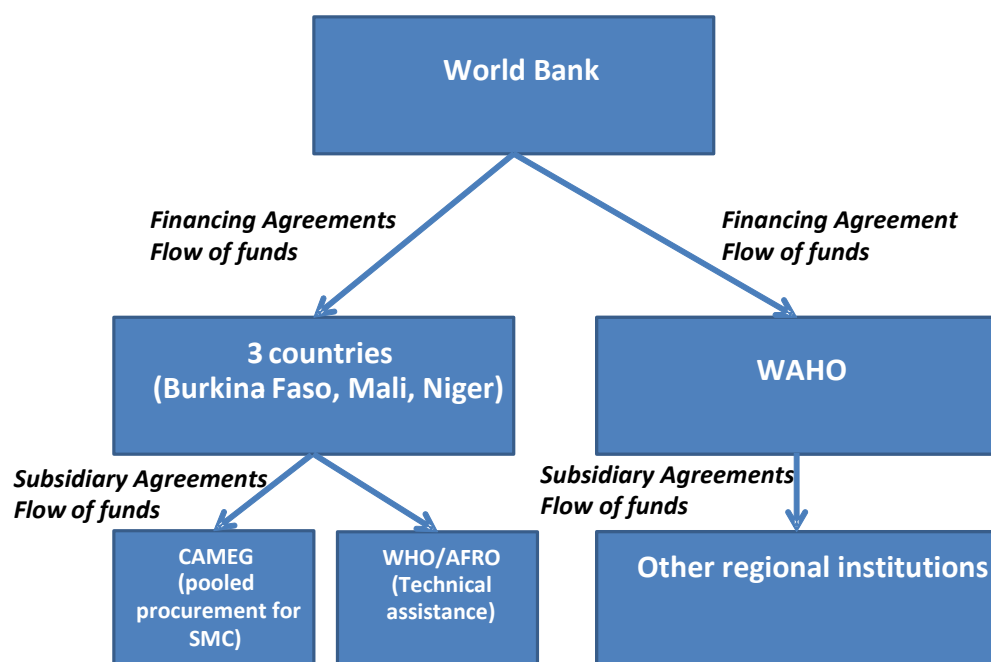 World Bank
Financing Agreements
Flow of funds
Financing Agreement
Flow of funds
3 countries
(Burkina Faso, Mali, Niger)
WAHO
Subsidiary Agreements
Flow of funds
Subsidiary Agreements
Flow of funds
CAMEG
(pooled
procurement for
SMC)
WHO/AFRO
(Technical
assistance)
Other regional institutions